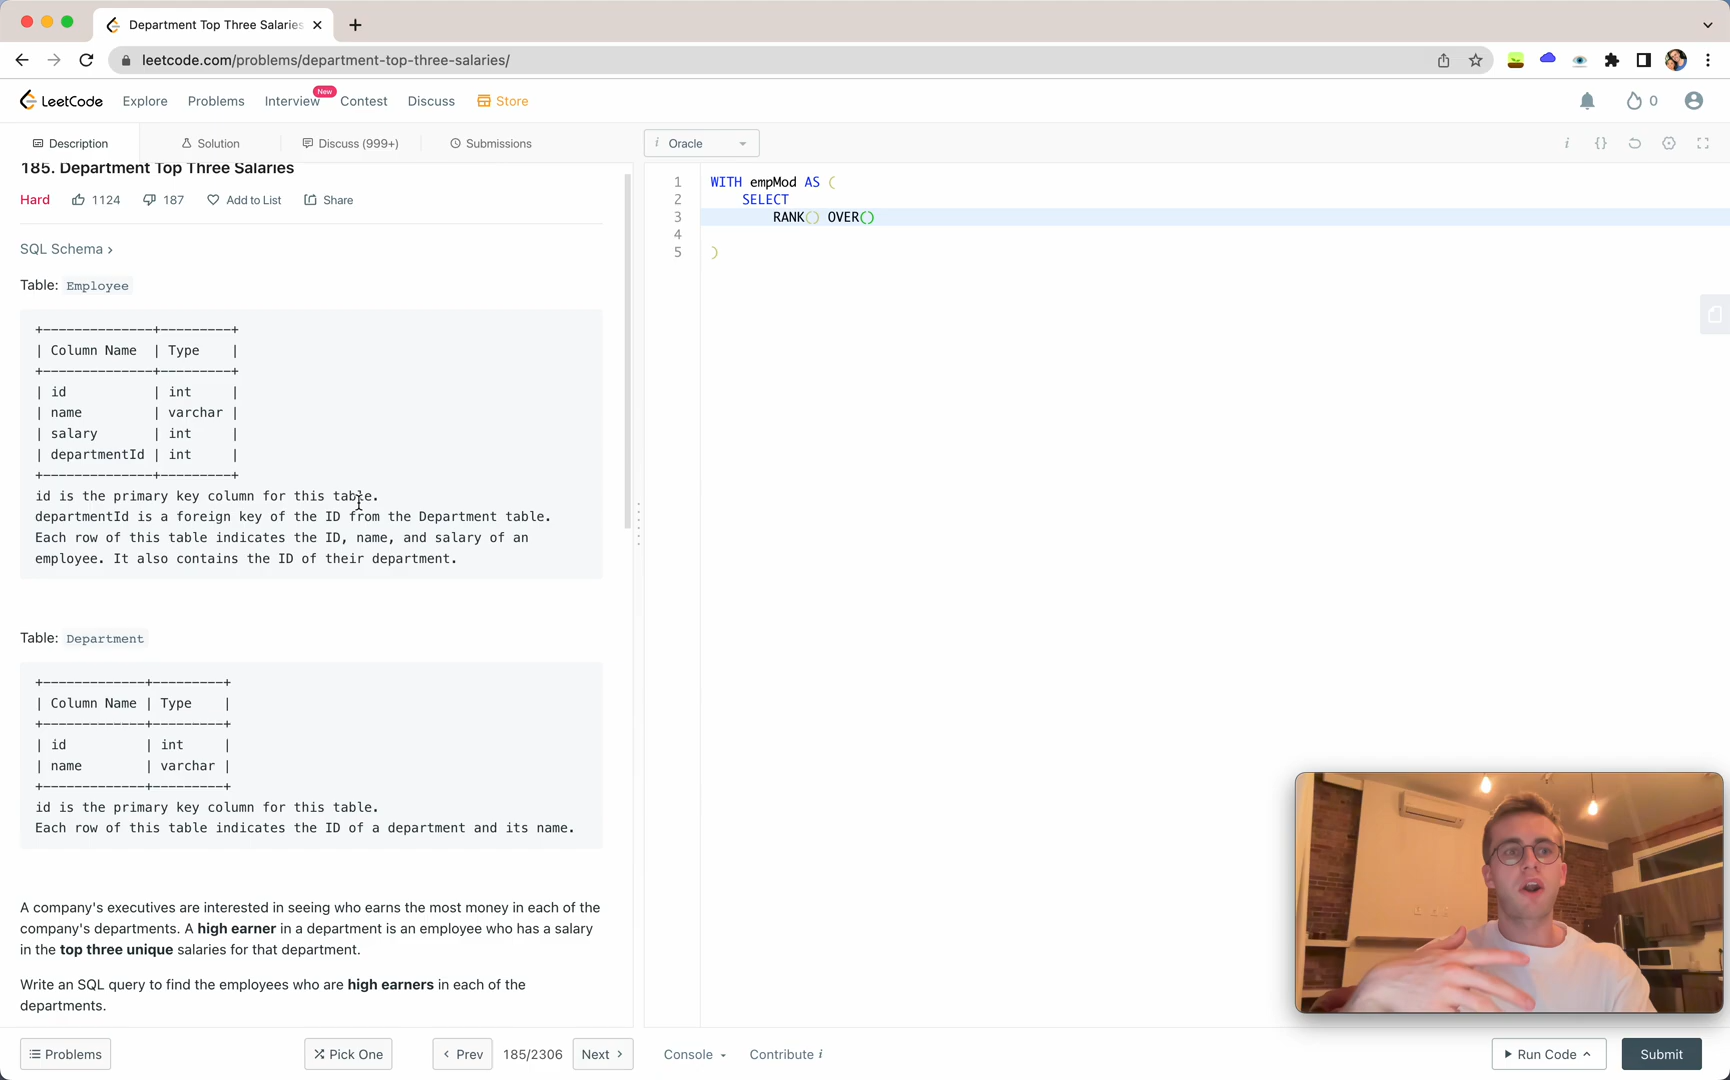 Department Top Three Salaries
leetcode.com/problems/department-top-three-salaries/
LeetCode
Explore
Problems
Interview
New
Contest
Discuss
Store
0
Description
Solution
Discuss (999+)
Submissions
i Oracle
i
{}
185. Department Top Three Salaries
Hard
1124
187
Add to List
Share
SQL Schema >
Table: Employee
+--------------+---------+
| Column Name  | Type    |
+--------------+---------+
| id           | int     |
| name         | varchar |
| salary       | int     |
| departmentId | int     |
+--------------+---------+
id is the primary key column for this table.
departmentId is a foreign key of the ID from the Department table.
Each row of this table indicates the ID, name, and salary of an
employee. It also contains the ID of their department.
Table: Department
+-------------+---------+
| Column Name | Type    |
+-------------+---------+
| id          | int     |
| name        | varchar |
+-------------+---------+
id is the primary key column for this table.
Each row of this table indicates the ID of a department and its name.
A company's executives are interested in seeing who earns the most money in each of the
company's departments. A high earner in a department is an employee who has a salary
in the top three unique salaries for that department.
Write an SQL query to find the employees who are high earners in each of the
departments.
1 WITH empMod AS (
2     SELECT
3         RANK() OVER()
4
5 )
Problems
Pick One
Prev
185/2306
Next
Console
Contribute i
Run Code
Submit